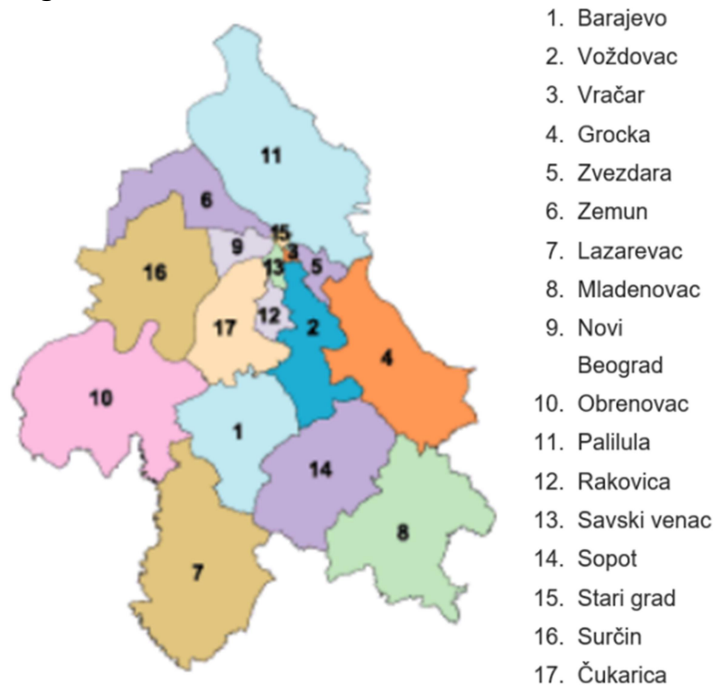 11
6
15
9
3
13
5
16
12
17
2
4
10
1
14
8
7
1. Barajevo
2. Voždovac
3. Vračar
4. Grocka
5. Zvezdara
6. Zemun
7. Lazarevac
8. Mladenovac
9. Novi
Beograd
10. Obrenovac
11. Palilula
12. Rakovica
13. Savski venac
14. Sopot
15. Stari grad
16. Surčin
17. Čukarica